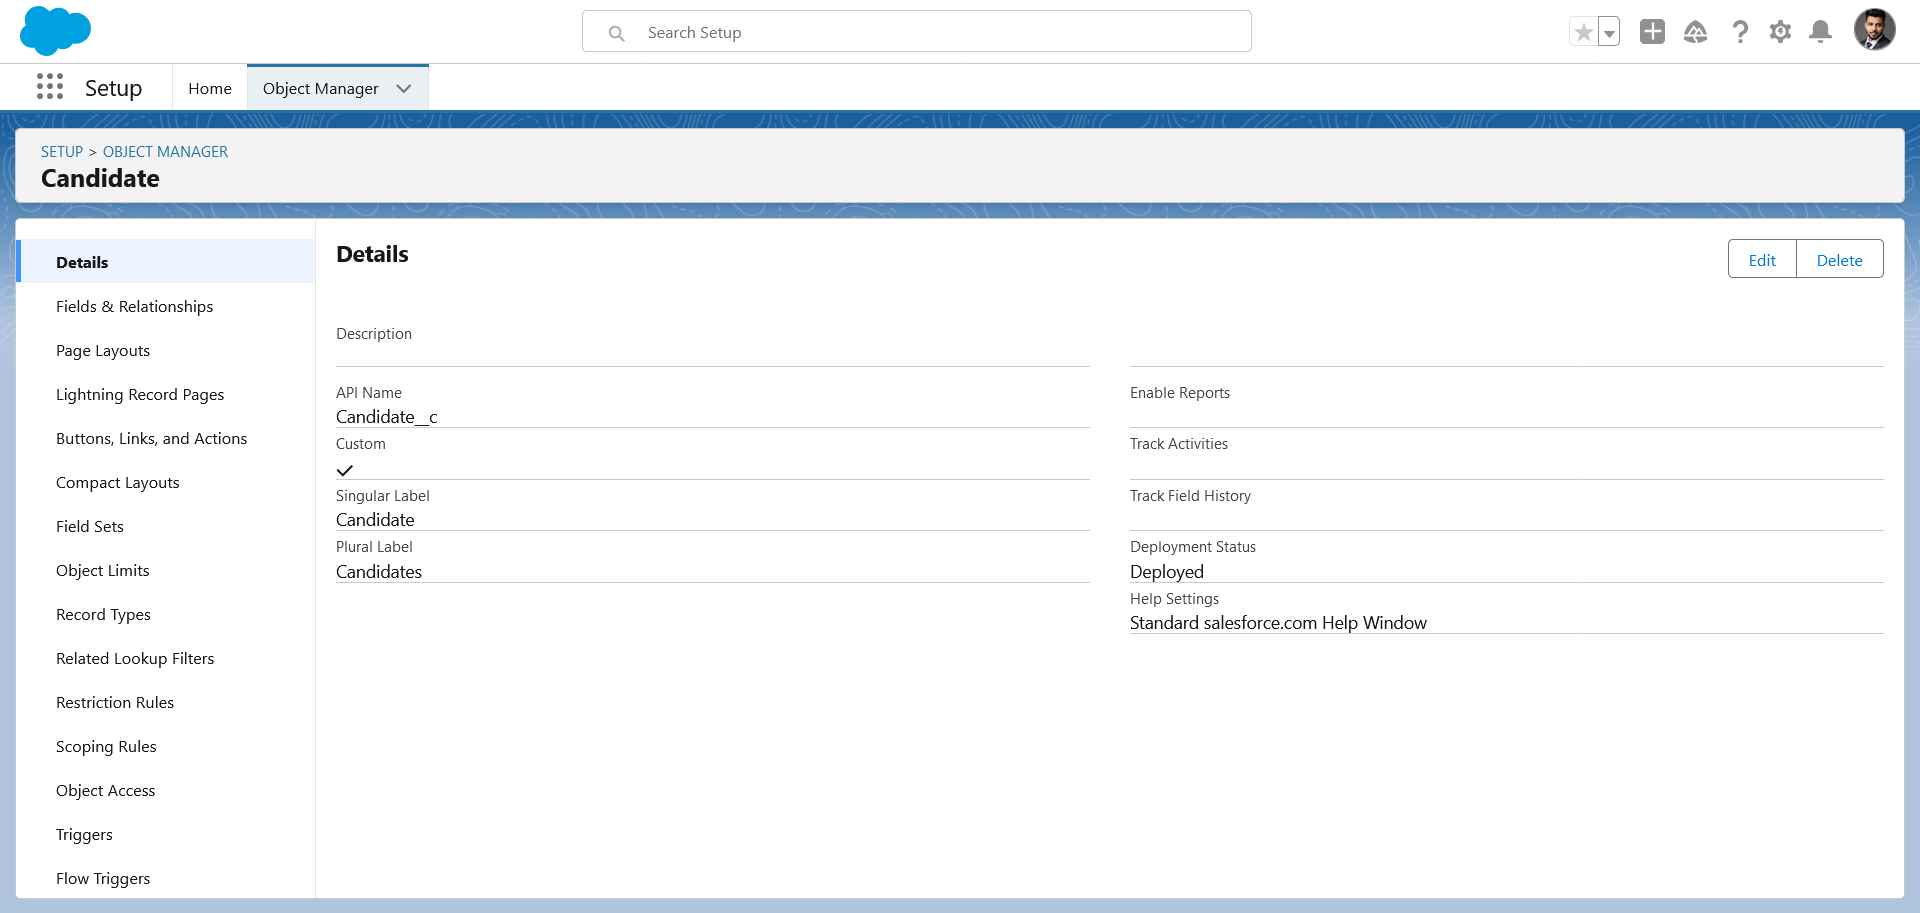 Search Setup
Setup
Home
Object Manager
SETUP > OBJECT MANAGER
Candidate
Details
Fields & Relationships
Page Layouts
Lightning Record Pages
Buttons, Links, and Actions
Compact Layouts
Field Sets
Object Limits
Record Types
Related Lookup Filters
Restriction Rules
Scoping Rules
Object Access
Triggers
Flow Triggers
Details
Edit
Delete
Description
API Name
Candidate__c
Custom
Singular Label
Candidate
Plural Label
Candidates
Enable Reports
Track Activities
Track Field History
Deployment Status
Deployed
Help Settings
Standard salesforce.com Help Window